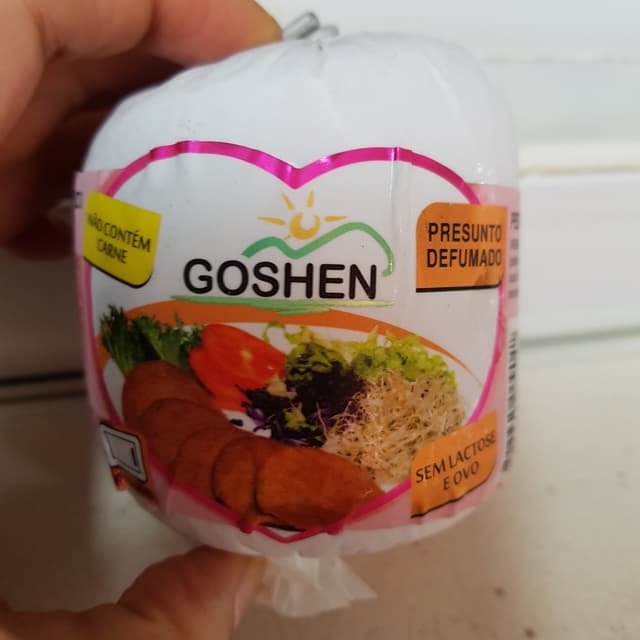 NÃO CONTÉM
CARNE
GOSHEN
PRESUNTO
DEFUMADO
SEM LACTOSE
E OVO